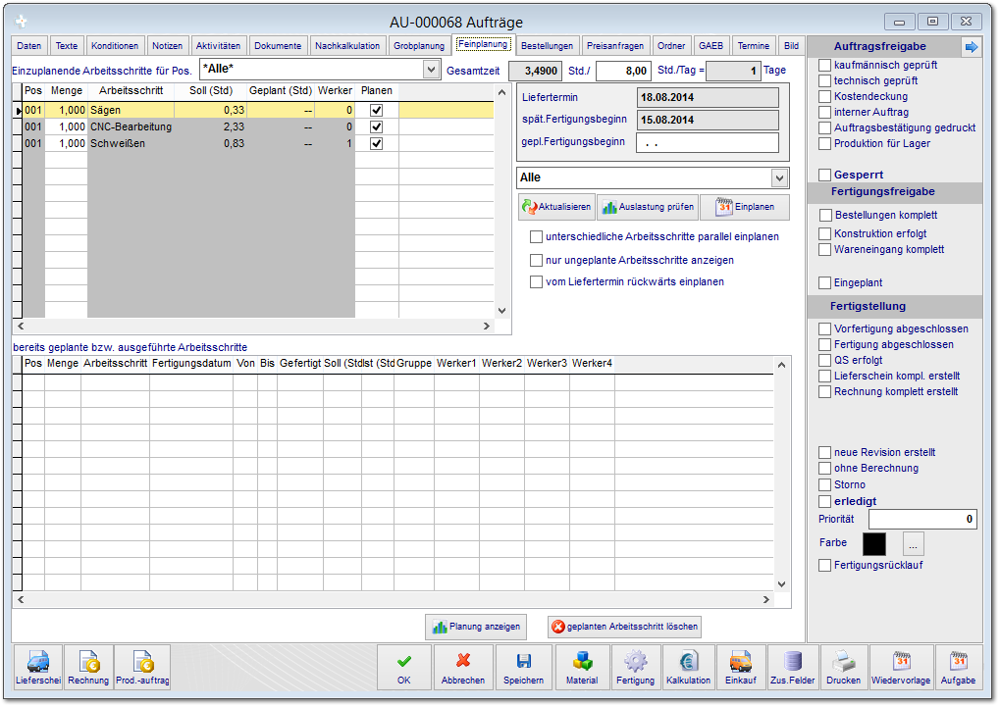 AU-000068 Aufträge
Daten Texte Konditionen Notizen Aktivitäten Dokumente Nachkalkulation Grobplanung Feinplanung Bestellungen Preisanfragen Ordner GAEB Termine Bild
Einzuplanende Arbeitsschritte für Pos. *Alle* Gesamtzeit 3,4900 Std./ 8,00 Std./Tag = 1 Tage
Pos Menge Arbeitsschritt Soll (Std) Geplant (Std) Werker Planen
001 1,000 Sägen 0,33 -- 0
001 1,000 CNC-Bearbeitung 2,33 -- 0
001 1,000 Schweißen 0,83 -- 1
Liefertermin 18.08.2014
spät.Fertigungsbeginn 15.08.2014
gepl.Fertigungsbeginn . .
Alle
Aktualisieren Auslastung prüfen 31 Einplanen
unterschiedliche Arbeitsschritte parallel einplanen
nur ungeplante Arbeitsschritte anzeigen
vom Liefertermin rückwärts einplanen
bereits geplante bzw. ausgeführte Arbeitsschritte
Pos Menge Arbeitsschritt Fertigungsdatum Von Bis Gefertigt Soll (Std Ist (Std Gruppe Werker1 Werker2 Werker3 Werker4
Planung anzeigen geplanten Arbeitsschritt löschen
Auftragsfreigabe
kaufmännisch geprüft
technisch geprüft
Kostendeckung
interner Auftrag
Auftragsbestätigung gedruckt
Produktion für Lager
Gesperrt
Fertigungsfreigabe
Bestellungen komplett
Konstruktion erfolgt
Wareneingang komplett
Eingeplant
Fertigstellung
Vorfertigung abgeschlossen
Fertigung abgeschlossen
QS erfolgt
Lieferschein kompl. erstellt
Rechnung komplett erstellt
neue Revision erstellt
ohne Berechnung
Storno
erledigt
Priorität 0
Farbe ...
Fertigungsrücklauf
Lieferschei Rechnung Prod.-auftrag OK Abbrechen Speichern Material Fertigung Kalkulation Einkauf Zus.Felder Drucken 31 Wiedervorlage 31 Aufgabe